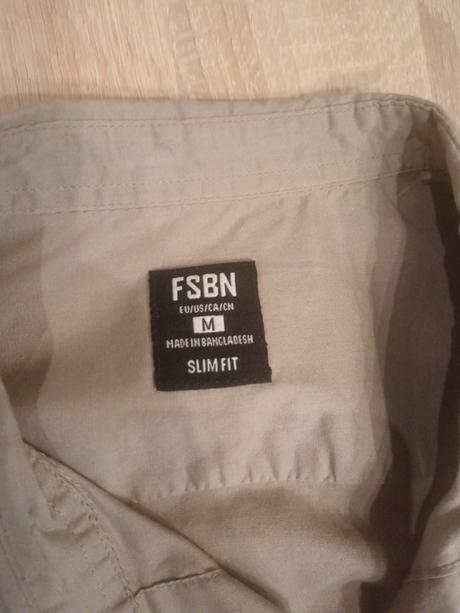 FSBN
EU/US/CA/CN
M
MADE IN BANGLADESH
SLIM FIT